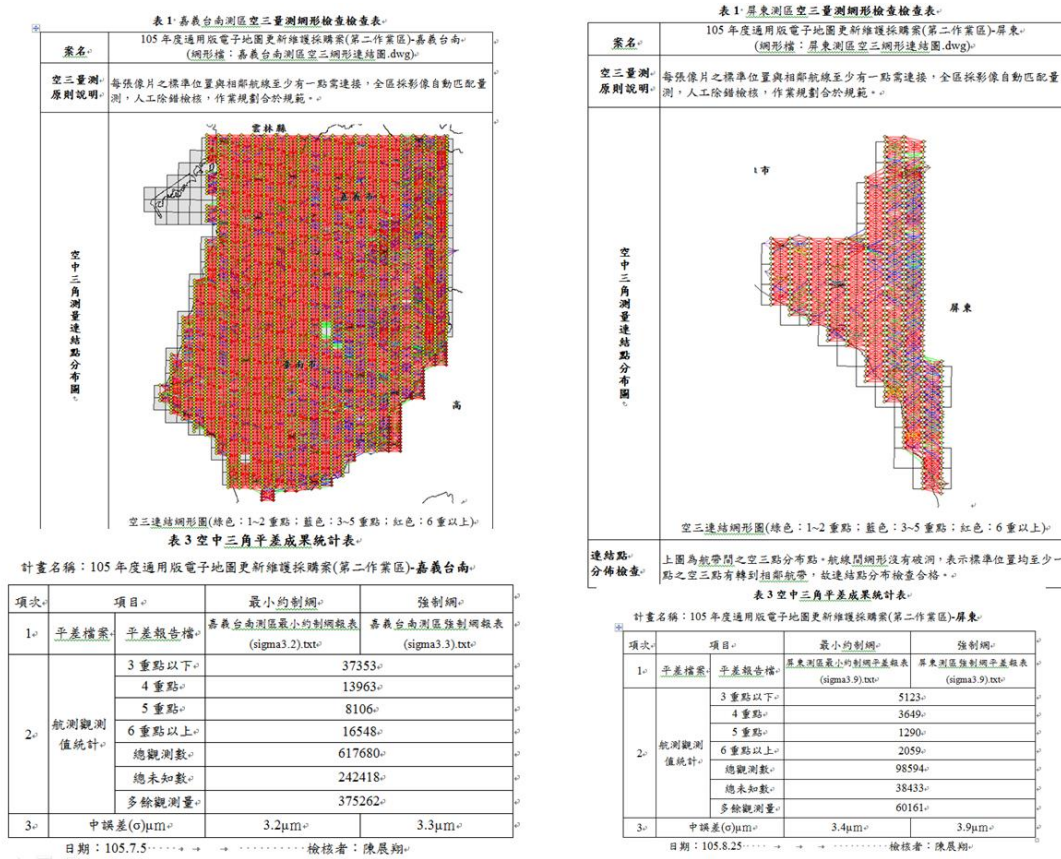 表 1 嘉義台南測區空三量測網形檢查檢查表
案名
105 年度通用版電子地圖更新維護採購案(第二作業區)-嘉義台南
(網形檔：嘉義台南測區空三網形連結圖.dwg)
空三量測
原則說明
每張像片之標準位置與相鄰航線至少有一點需連接，全區採影像自動匹配量
測，人工除錯檢核，作業規劃合於規範。
空中三角測量連結點分布圖
雲林縣
嘉義市
臺南市
高
空三連結網形圖(綠色：1~2 重點；藍色：3~5 重點；紅色：6 重以上)
表 3 空中三角平差成果統計表
計畫名稱：105 年度通用版電子地圖更新維護採購案(第二作業區)-嘉義台南
項次 項目 最小約制網 強制網
1 平差檔案 平差報告檔 嘉義台南測區最小約制網報表 嘉義台南測區強制網報表
(sigma3.2).txt (sigma3.3).txt
2 航測觀測
值統計
3 重點以下 37353
4 重點 13963
5 重點 8106
6 重點以上 16548
總觀測數 617680
總未知數 242418
多餘觀測量 375262
3 中誤差(σ)μm 3.2μm 3.3μm
日期：105.7.5 檢核者：陳晨翔
表 1 屏東測區空三量測網形檢查檢查表
案名
105 年度通用版電子地圖更新維護採購案(第二作業區)-屏東
(網形檔：屏東測區空三網形連結圖.dwg)
空三量測
原則說明
每張像片之標準位置與相鄰航線至少有一點需連接，全區採影像自動匹配量
測，人工除錯檢核，作業規劃合於規範。
空中三角測量連結點分布圖
市
屏東
空三連結網形圖(綠色：1~2 重點；藍色：3~5 重點；紅色：6 重以上)
連結點
分佈檢查
上圖為航帶間之空三點分布點。航線間網形沒有破洞，表示標準位置均至少一
點之空三點有轉到相鄰航帶，故連結點分布檢查合格。
表 3 空中三角平差成果統計表
計畫名稱：105 年度通用版電子地圖更新維護採購案(第二作業區)-屏東
項次 項目 最小約制網 強制網
1 平差檔案 平差報告檔 屏東測區最小約制網平差報表 屏東測區強制網平差報表
(sigma3.9).txt (sigma3.9).txt
2 航測觀測
值統計
3 重點以下 5123
4 重點 3649
5 重點 1290
6 重點以上 2059
總觀測數 98594
總未知數 38433
多餘觀測量 60161
3 中誤差(σ)μm 3.4μm 3.9μm
日期：105.8.25 檢核者：陳晨翔